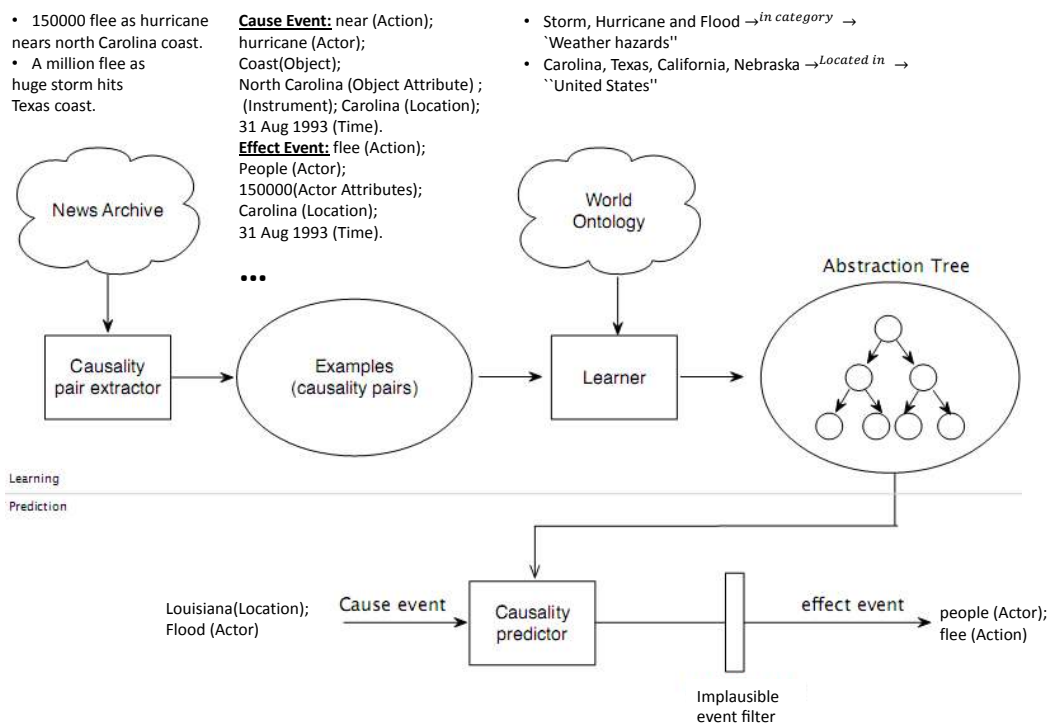 • 150000 flee as hurricane
nears north Carolina coast.
• A million flee as
huge storm hits
Texas coast.
Cause Event: near (Action);
hurricane (Actor);
Coast(Object);
North Carolina (Object Attribute) ;
(Instrument); Carolina (Location);
31 Aug 1993 (Time).
Effect Event: flee (Action);
People (Actor);
150000(Actor Attributes);
Carolina (Location);
31 Aug 1993 (Time).
...
• Storm, Hurricane and Flood →in category →
`Weather hazards''
• Carolina, Texas, California, Nebraska →Located in →
``United States''
News Archive
World
Ontology
Abstraction Tree
Causality
pair extractor
Examples
(causality pairs)
Learner
Learning
Prediction
Louisiana(Location);
Flood (Actor)
Cause event
Causality
predictor
effect event
people (Actor);
flee (Action)
Implausible
event filter